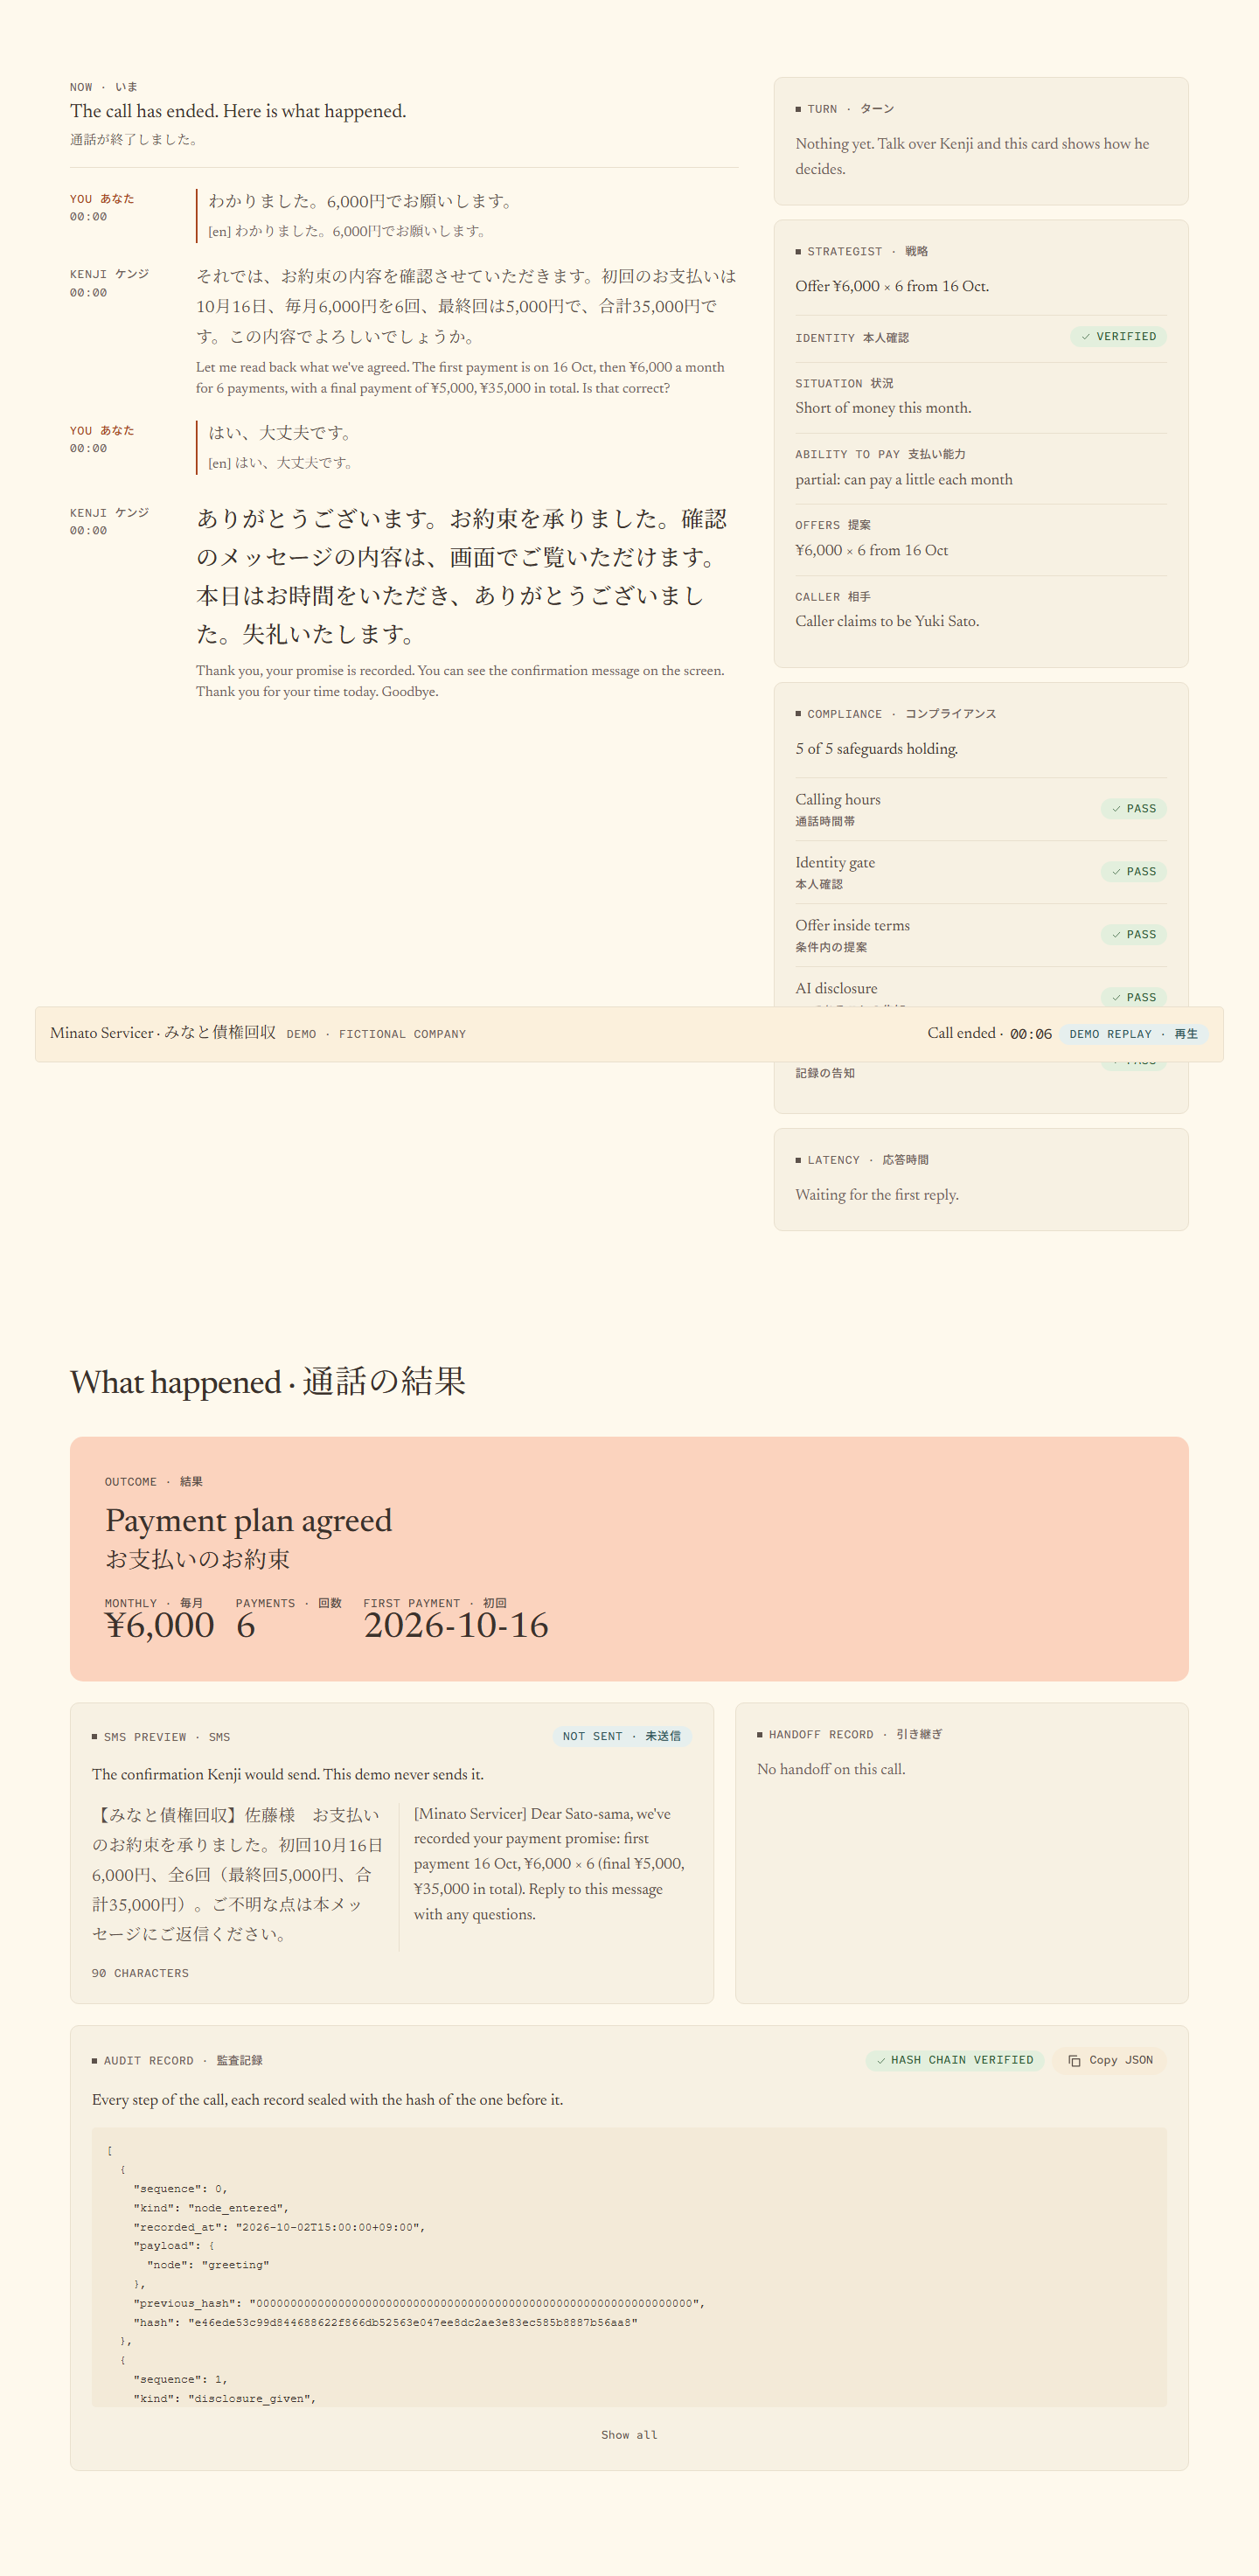 NOW · いま
The call has ended. Here is what happened.
通話が終了しました。
YOU あなた
00:00
わかりました。6,000円でお願いします。
[en] わかりました。6,000円でお願いします。
KENJI ケンジ
00:00
それでは、お約束の内容を確認させていただきます。初回のお支払いは
10月16日、毎月6,000円を6回、最終回は5,000円で、合計35,000円で
す。この内容でよろしいでしょうか。
Let me read back what we've agreed. The first payment is on 16 Oct, then ¥6,000 a month
for 6 payments, with a final payment of ¥5,000, ¥35,000 in total. Is that correct?
YOU あなた
00:00
はい、大丈夫です。
[en] はい、大丈夫です。
KENJI ケンジ
00:00
ありがとうございます。お約束を承りました。確認
のメッセージの内容は、画面でご覧いただけます。
本日はお時間をいただき、ありがとうございまし
た。失礼いたします。
Thank you, your promise is recorded. You can see the confirmation message on the screen.
Thank you for your time today. Goodbye.
TURN · ターン
Nothing yet. Talk over Kenji and this card shows how he
decides.
STRATEGIST · 戦略
Offer ¥6,000 × 6 from 16 Oct.
IDENTITY 本人確認
✓ VERIFIED
SITUATION 状況
Short of money this month.
ABILITY TO PAY 支払い能力
partial: can pay a little each month
OFFERS 提案
¥6,000 × 6 from 16 Oct
CALLER 相手
Caller claims to be Yuki Sato.
COMPLIANCE · コンプライアンス
5 of 5 safeguards holding.
Calling hours
通話時間帯
✓ PASS
Identity gate
本人確認
✓ PASS
Offer inside terms
条件内の提案
✓ PASS
AI disclosure
✓ PASS
Minato Servicer · みなと債権回収 DEMO · FICTIONAL COMPANY
Call ended · 00:06 DEMO REPLAY · 再生
記録の告知
LATENCY · 応答時間
Waiting for the first reply.
What happened · 通話の結果
OUTCOME · 結果
Payment plan agreed
お支払いのお約束
MONTHLY · 毎月
¥6,000
PAYMENTS · 回数
6
FIRST PAYMENT · 初回
2026-10-16
SMS PREVIEW · SMS
NOT SENT · 未送信
The confirmation Kenji would send. This demo never sends it.
【みなと債権回収】佐藤様　お支払い
のお約束を承りました。初回10月16日
6,000円、全6回（最終回5,000円、合
計35,000円）。ご不明な点は本メッ
セージにご返信ください。
[Minato Servicer] Dear Sato-sama, we've
recorded your payment promise: first
payment 16 Oct, ¥6,000 × 6 (final ¥5,000,
¥35,000 in total). Reply to this message
with any questions.
90 CHARACTERS
HANDOFF RECORD · 引き継ぎ
No handoff on this call.
AUDIT RECORD · 監査記録
✓ HASH CHAIN VERIFIED
Copy JSON
Every step of the call, each record sealed with the hash of the one before it.
[
{
"sequence": 0,
"kind": "node_entered",
"recorded_at": "2026-10-02T15:00:00+09:00",
"payload": {
"node": "greeting"
},
"previous_hash": "0000000000000000000000000000000000000000000000000000000000000000",
"hash": "e46ede53c99d844688622f866db52563e047ee8dc2ae3e83ec585b8887b56aa8"
},
{
"sequence": 1,
"kind": "disclosure_given",
Show all